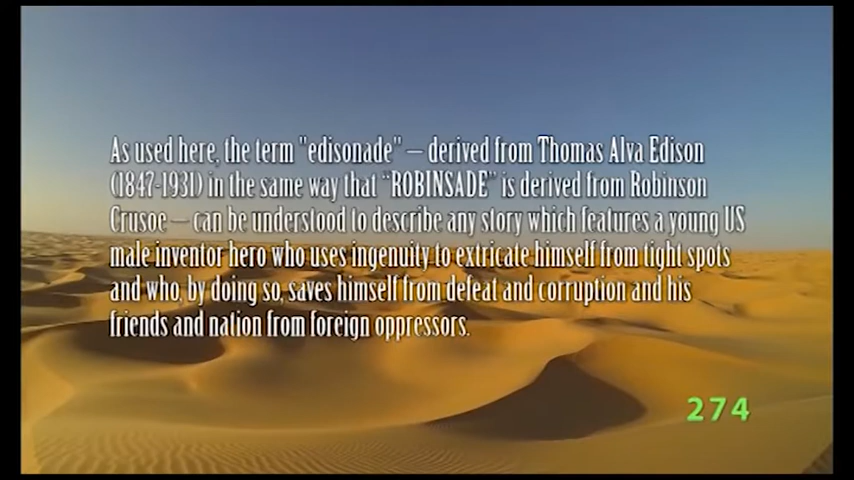 As used here, the term "edisonade" – derived from Thomas Alva Edison
(1847-1931) in the same way that “ROBINSADE” is derived from Robinson
Crusoe – can be understood to describe any story which features a young US
male inventor hero who uses ingenuity to extricate himself from tight spots
and who, by doing so, saves himself from defeat and corruption and his
friends and nation from foreign oppressors.
274